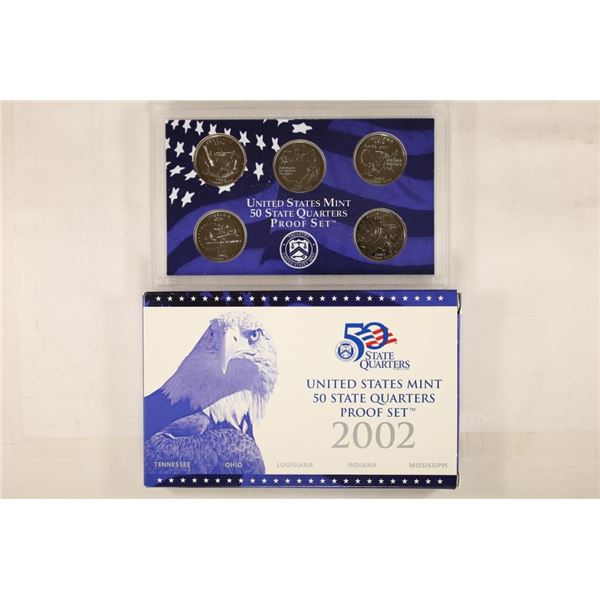 UNITED STATES MINT
50 STATE QUARTERS
PROOF SET™
50
STATE
QUARTERS
UNITED STATES MINT
50 STATE QUARTERS
PROOF SET™
2002
TENNESSEE OHIO LOUISIANA INDIANA MISSISSIPPI